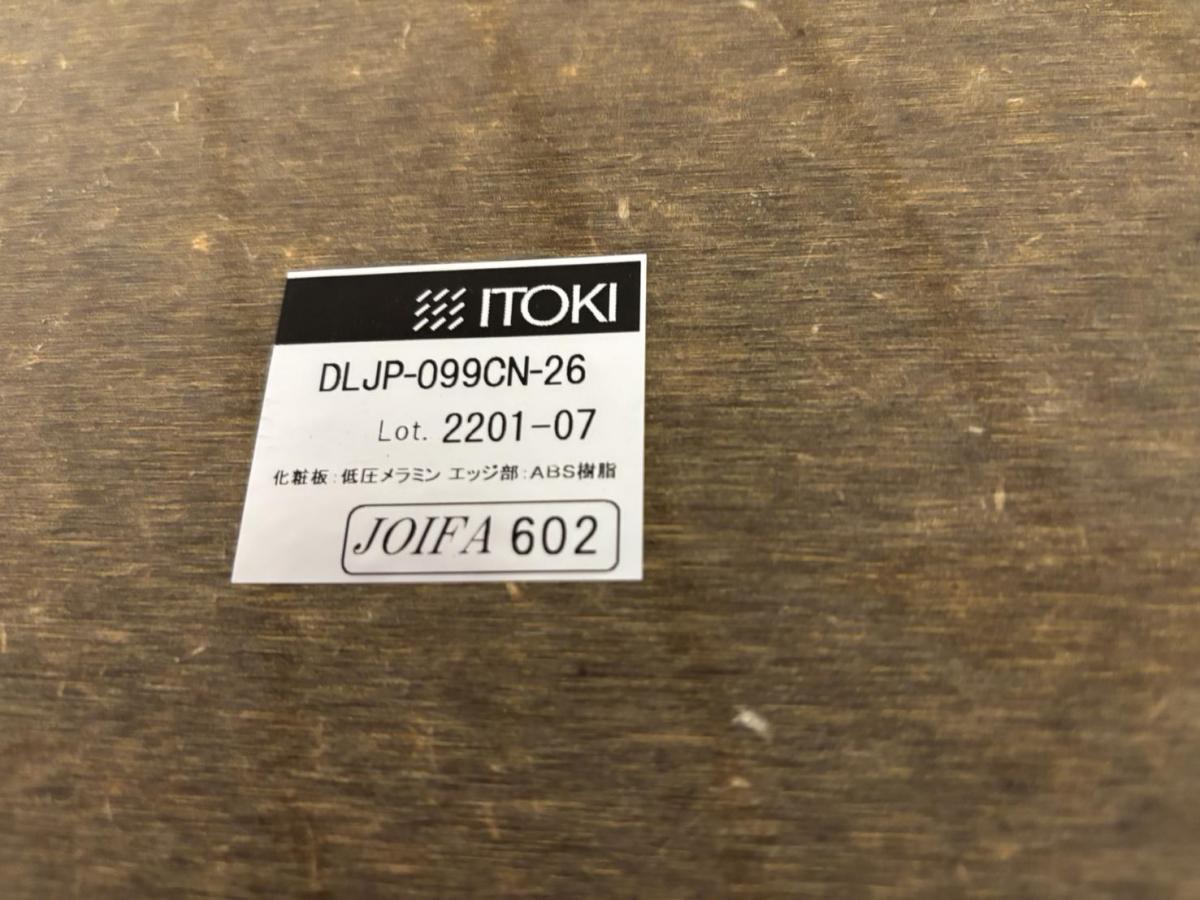 ITOKI
DLJP-099CN-26
Lot. 2201-07
化粧板:低圧メラミン エッジ部:ABS樹脂
JOIFA 602